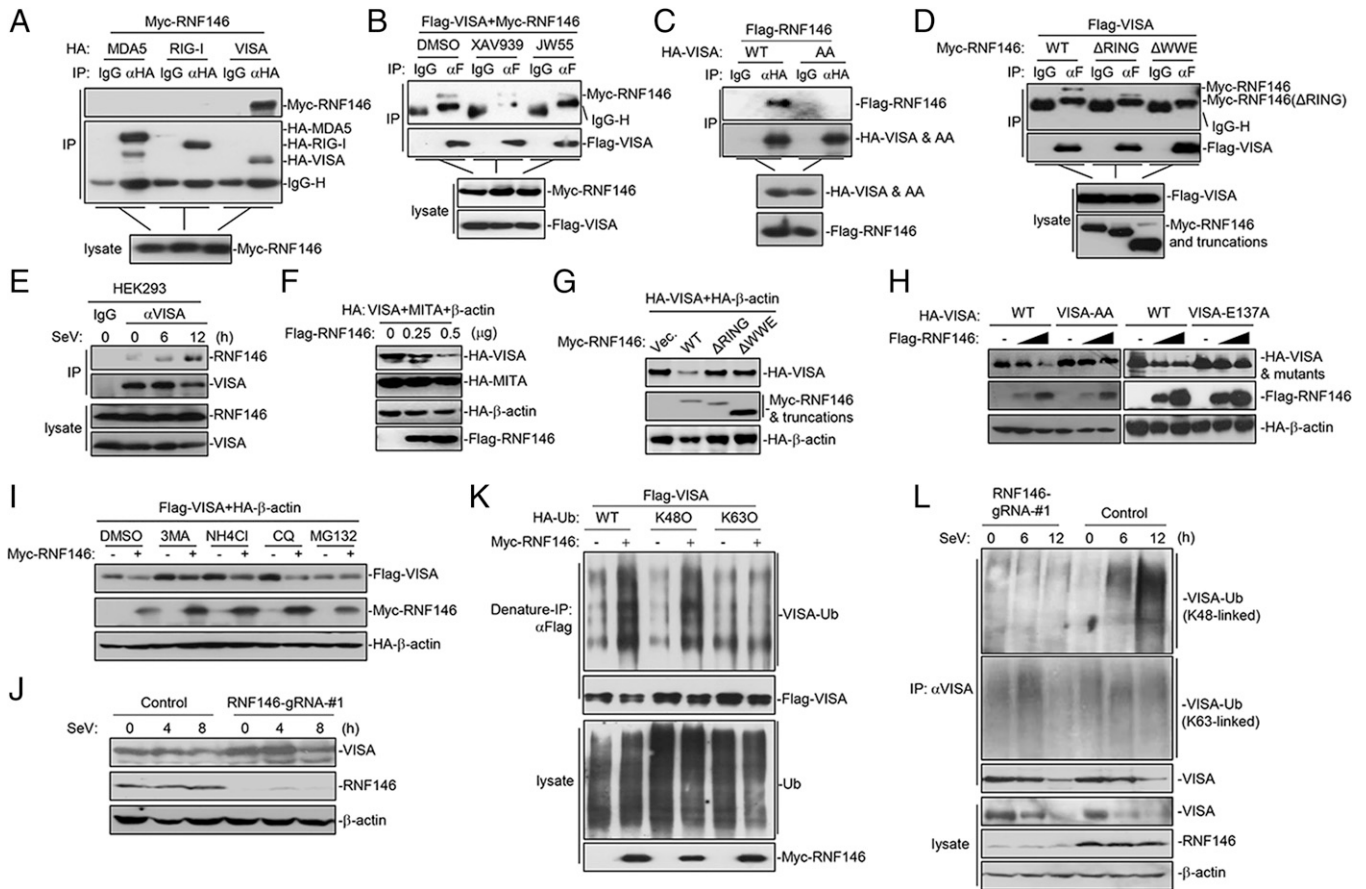 A
Myc-RNF146
HA: MDA5 RIG-I VISA
IP: IgG αHA IgG αHA IgG αHA
IP
-Myc-RNF146
IP
-HA-MDA5
-HA-RIG-I
-HA-VISA
-IgG-H
lysate
-Myc-RNF146
B
Flag-VISA+Myc-RNF146
DMSO XAV939 JW55
IP: IgG αF IgG αF IgG αF
IP
-Myc-RNF146
IgG-H
-Flag-VISA
lysate
-Myc-RNF146
-Flag-VISA
C
Flag-RNF146
HA-VISA: WT AA
IP: IgG αHA IgG αHA
IP
-Flag-RNF146
-HA-VISA & AA
-HA-VISA & AA
-Flag-RNF146
D
Flag-VISA
Myc-RNF146: WT ΔRING ΔWWE
IP: IgG αF IgG αF IgG αF
IP
-Myc-RNF146
-Myc-RNF146(ΔRING)
IgG-H
-Flag-VISA
lysate
-Flag-VISA
-Myc-RNF146
and truncations
E
HEK293
IgG αVISA
SeV: 0 0 6 12 (h)
IP
-RNF146
-VISA
lysate
-RNF146
-VISA
F
HA: VISA+MITA+β-actin
Flag-RNF146: 0 0.25 0.5 (μg)
-HA-VISA
-HA-MITA
-HA-β-actin
-Flag-RNF146
G
HA-VISA+HA-β-actin
Myc-RNF146: Vec. WT ΔRING ΔWWE
-HA-VISA
Myc-RNF146
& truncations
-HA-β-actin
H
HA-VISA: WT VISA-AA WT VISA-E137A
Flag-RNF146: - - - -
-HA-VISA
& mutants
-Flag-RNF146
-HA-β-actin
I
Flag-VISA+HA-β-actin
DMSO 3MA NH4Cl CQ MG132
Myc-RNF146: - + - + - + - + - +
-Flag-VISA
-Myc-RNF146
-HA-β-actin
J
Control RNF146-gRNA-#1
SeV: 0 4 8 0 4 8 (h)
-VISA
-RNF146
-β-actin
K
Flag-VISA
HA-Ub: WT K48O K63O
Myc-RNF146: - + - + - +
Denature-IP:
αFlag
-VISA-Ub
-Flag-VISA
lysate
-Ub
-Myc-RNF146
L
RNF146-
gRNA-#1 Control
SeV: 0 6 12 0 6 12 (h)
-VISA-Ub
(K48-linked)
IP: αVISA
-VISA-Ub
(K63-linked)
-VISA
lysate
-VISA
-RNF146
-β-actin